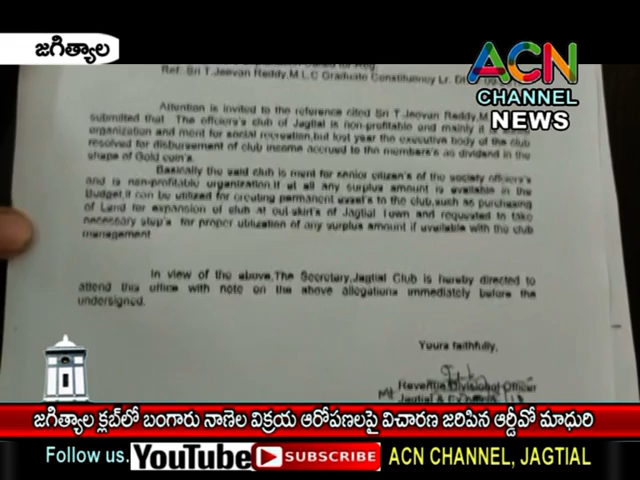 జగిత్యాల
ACN
CHANNEL
NEWS
Ref. Sri T.Jeevan Reddy,M.L.C Graduate Constituency Lr.
Attention is invited to the reference cited Sri T.Jeevan Reddy,M
submitted that The officer's club of Jagtial is non-profitable and mainly it is
organization and ment for social recreation,but lost year the executive body of the club
resolved for disbursement of club income accrued to the members's as dividend in the
shape of Gold coin's.
Basically the said club is ment for senior citizen's of the society officer's
and is non-profitable organization.If at all any surplus amount is available in the
Budget,it can be utilized for creating permanent asset's to the club,such as purchasing
of Land for expansion of club at out-skirt's of Jagtial Town and requested to take
necessary step's for proper utilization of any surplus amount if available with the club
management
In view of the above,The Secretary,Jagtial Club is hereby directed to
attend this office with note on the above allegations immediately before the
undersigned.
Yours faithfully,
Revenue Divisional Officer
Jagtial
జగిత్యాల క్లబ్‌లో బంగారు నాణెల విక్రయ ఆరోపణలపై విచారణ జరిపిన ఆర్డీవో మాధురి
Follow us. YouTube SUBSCRIBE ACN CHANNEL, JAGTIAL